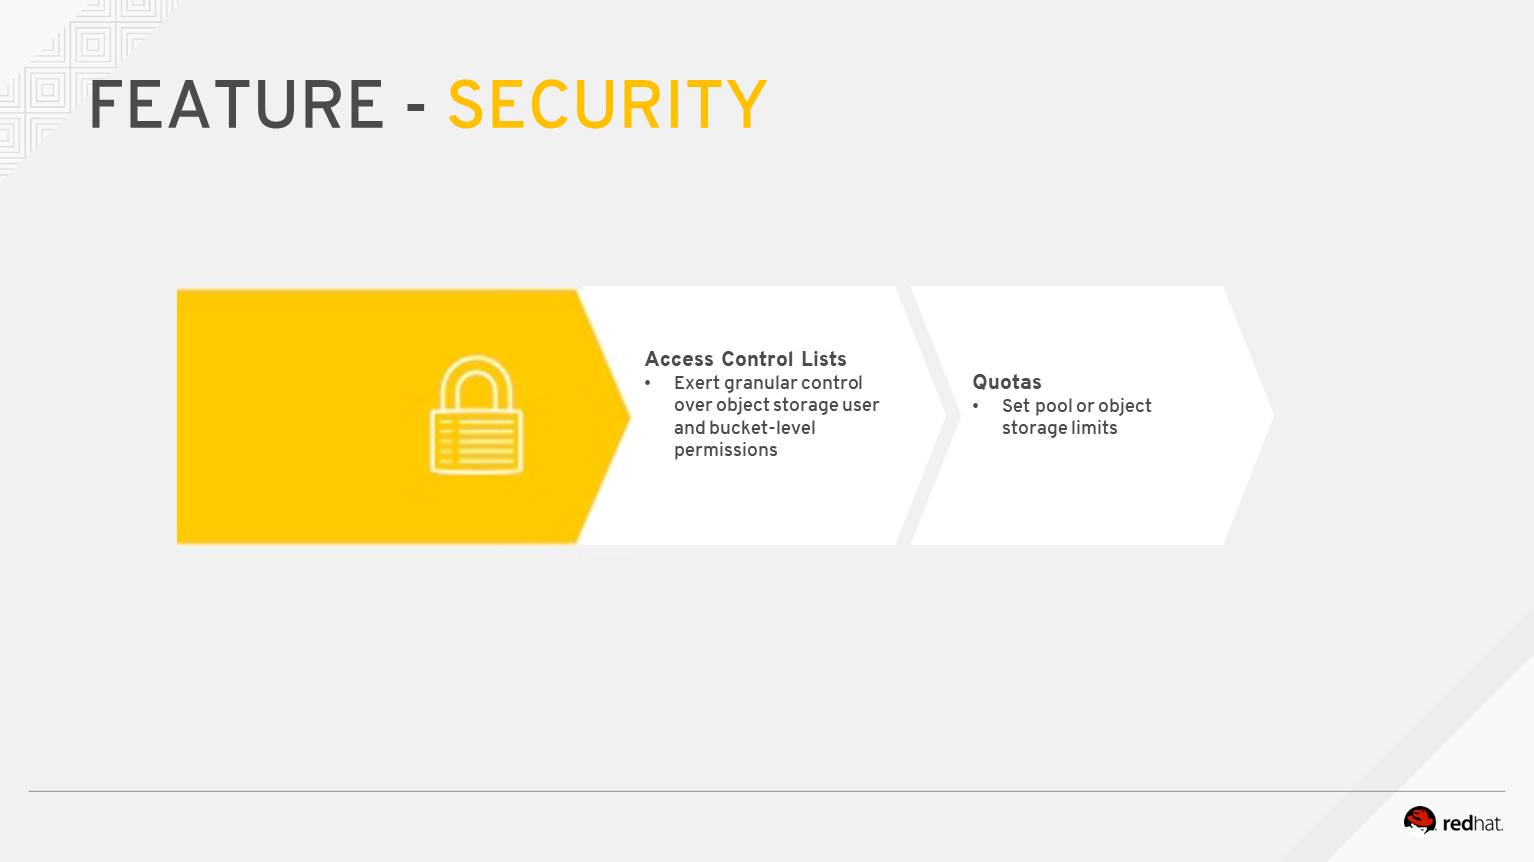 FEATURE - SECURITY
Access Control Lists
• Exert granular control
over object storage user
and bucket-level
permissions
Quotas
• Set pool or object
storage limits
redhat.